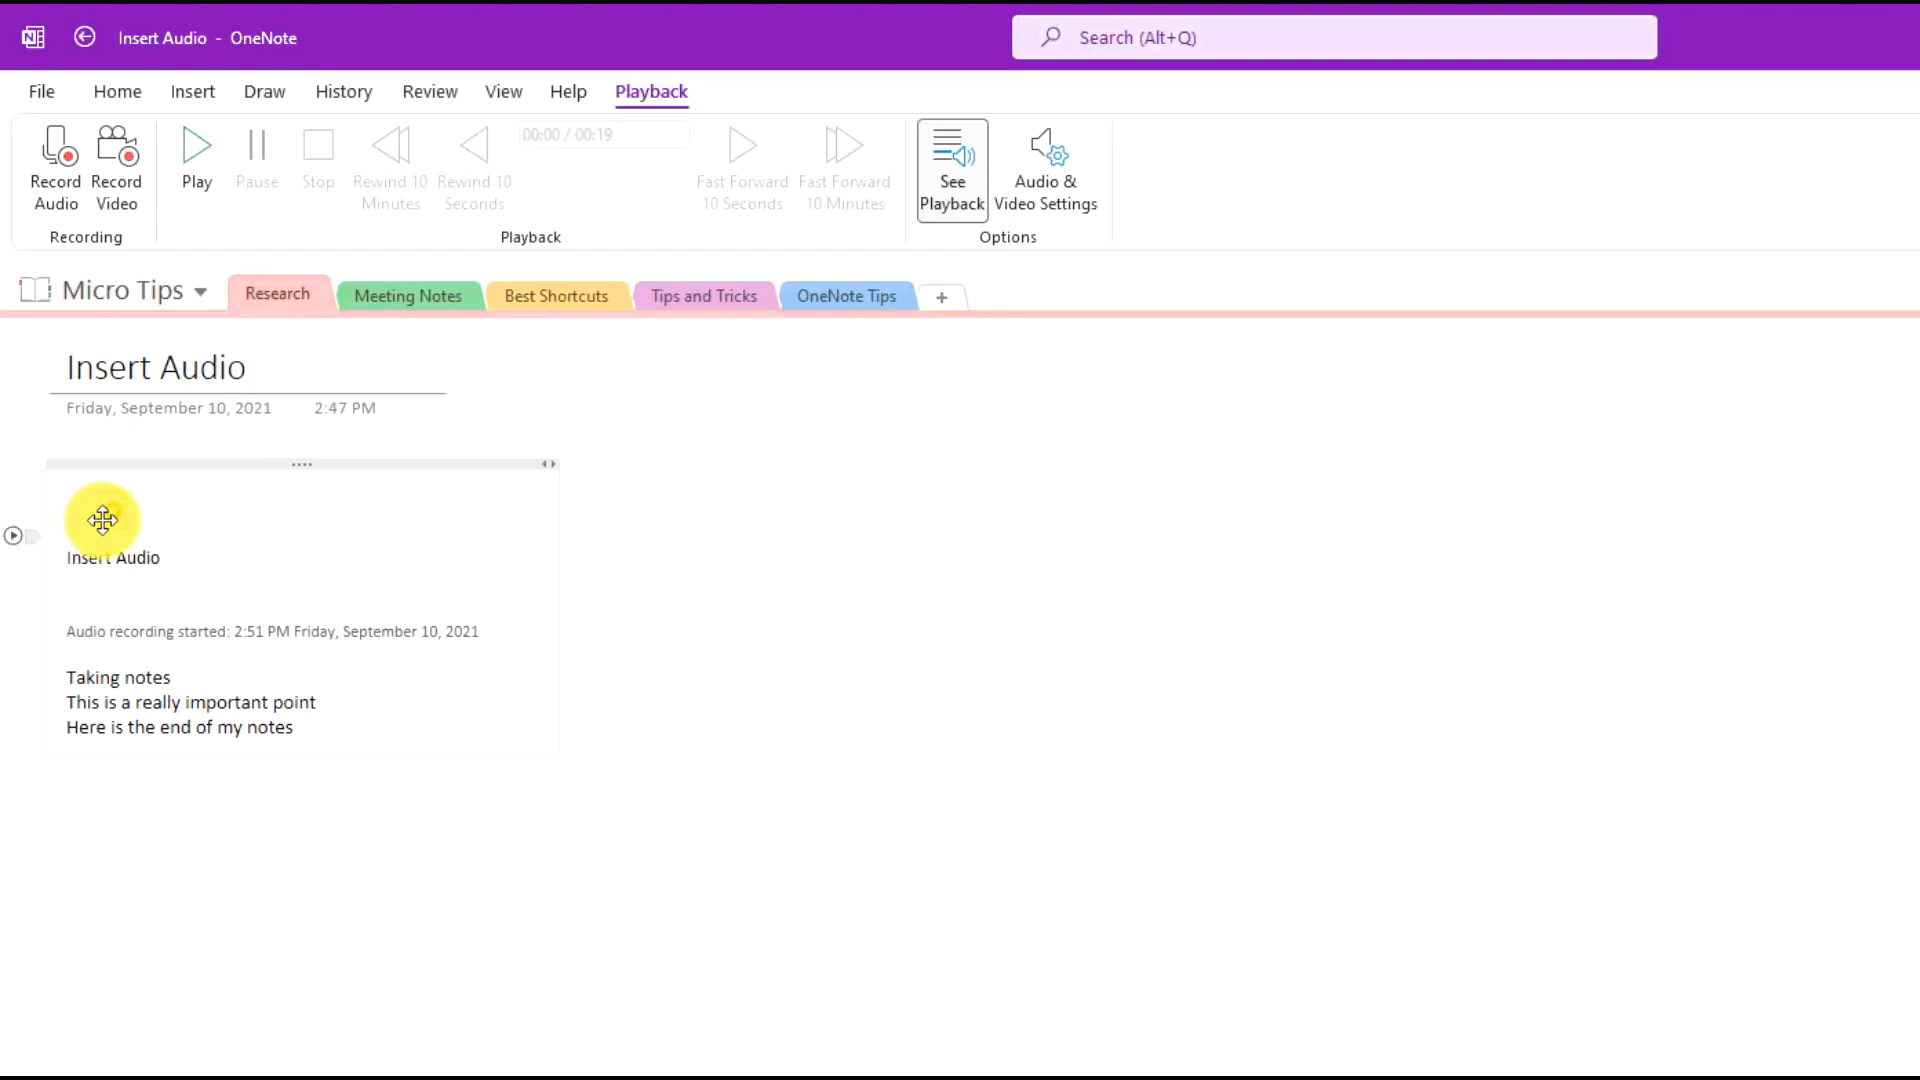 Insert Audio - OneNote
Search (Alt+Q)
File Home Insert Draw History Review View Help Playback
Record Audio
Record Video
Play
Pause
Stop
Rewind 10 Minutes
Rewind 10 Seconds
00:00 / 00:19
Fast Forward 10 Seconds
Fast Forward 10 Minutes
See Playback
Audio & Video Settings
Recording Playback Options
Micro Tips Research Meeting Notes Best Shortcuts Tips and Tricks OneNote Tips +
Insert Audio
Friday, September 10, 2021 2:47 PM
Insert Audio
Audio recording started: 2:51 PM Friday, September 10, 2021
Taking notes
This is a really important point
Here is the end of my notes